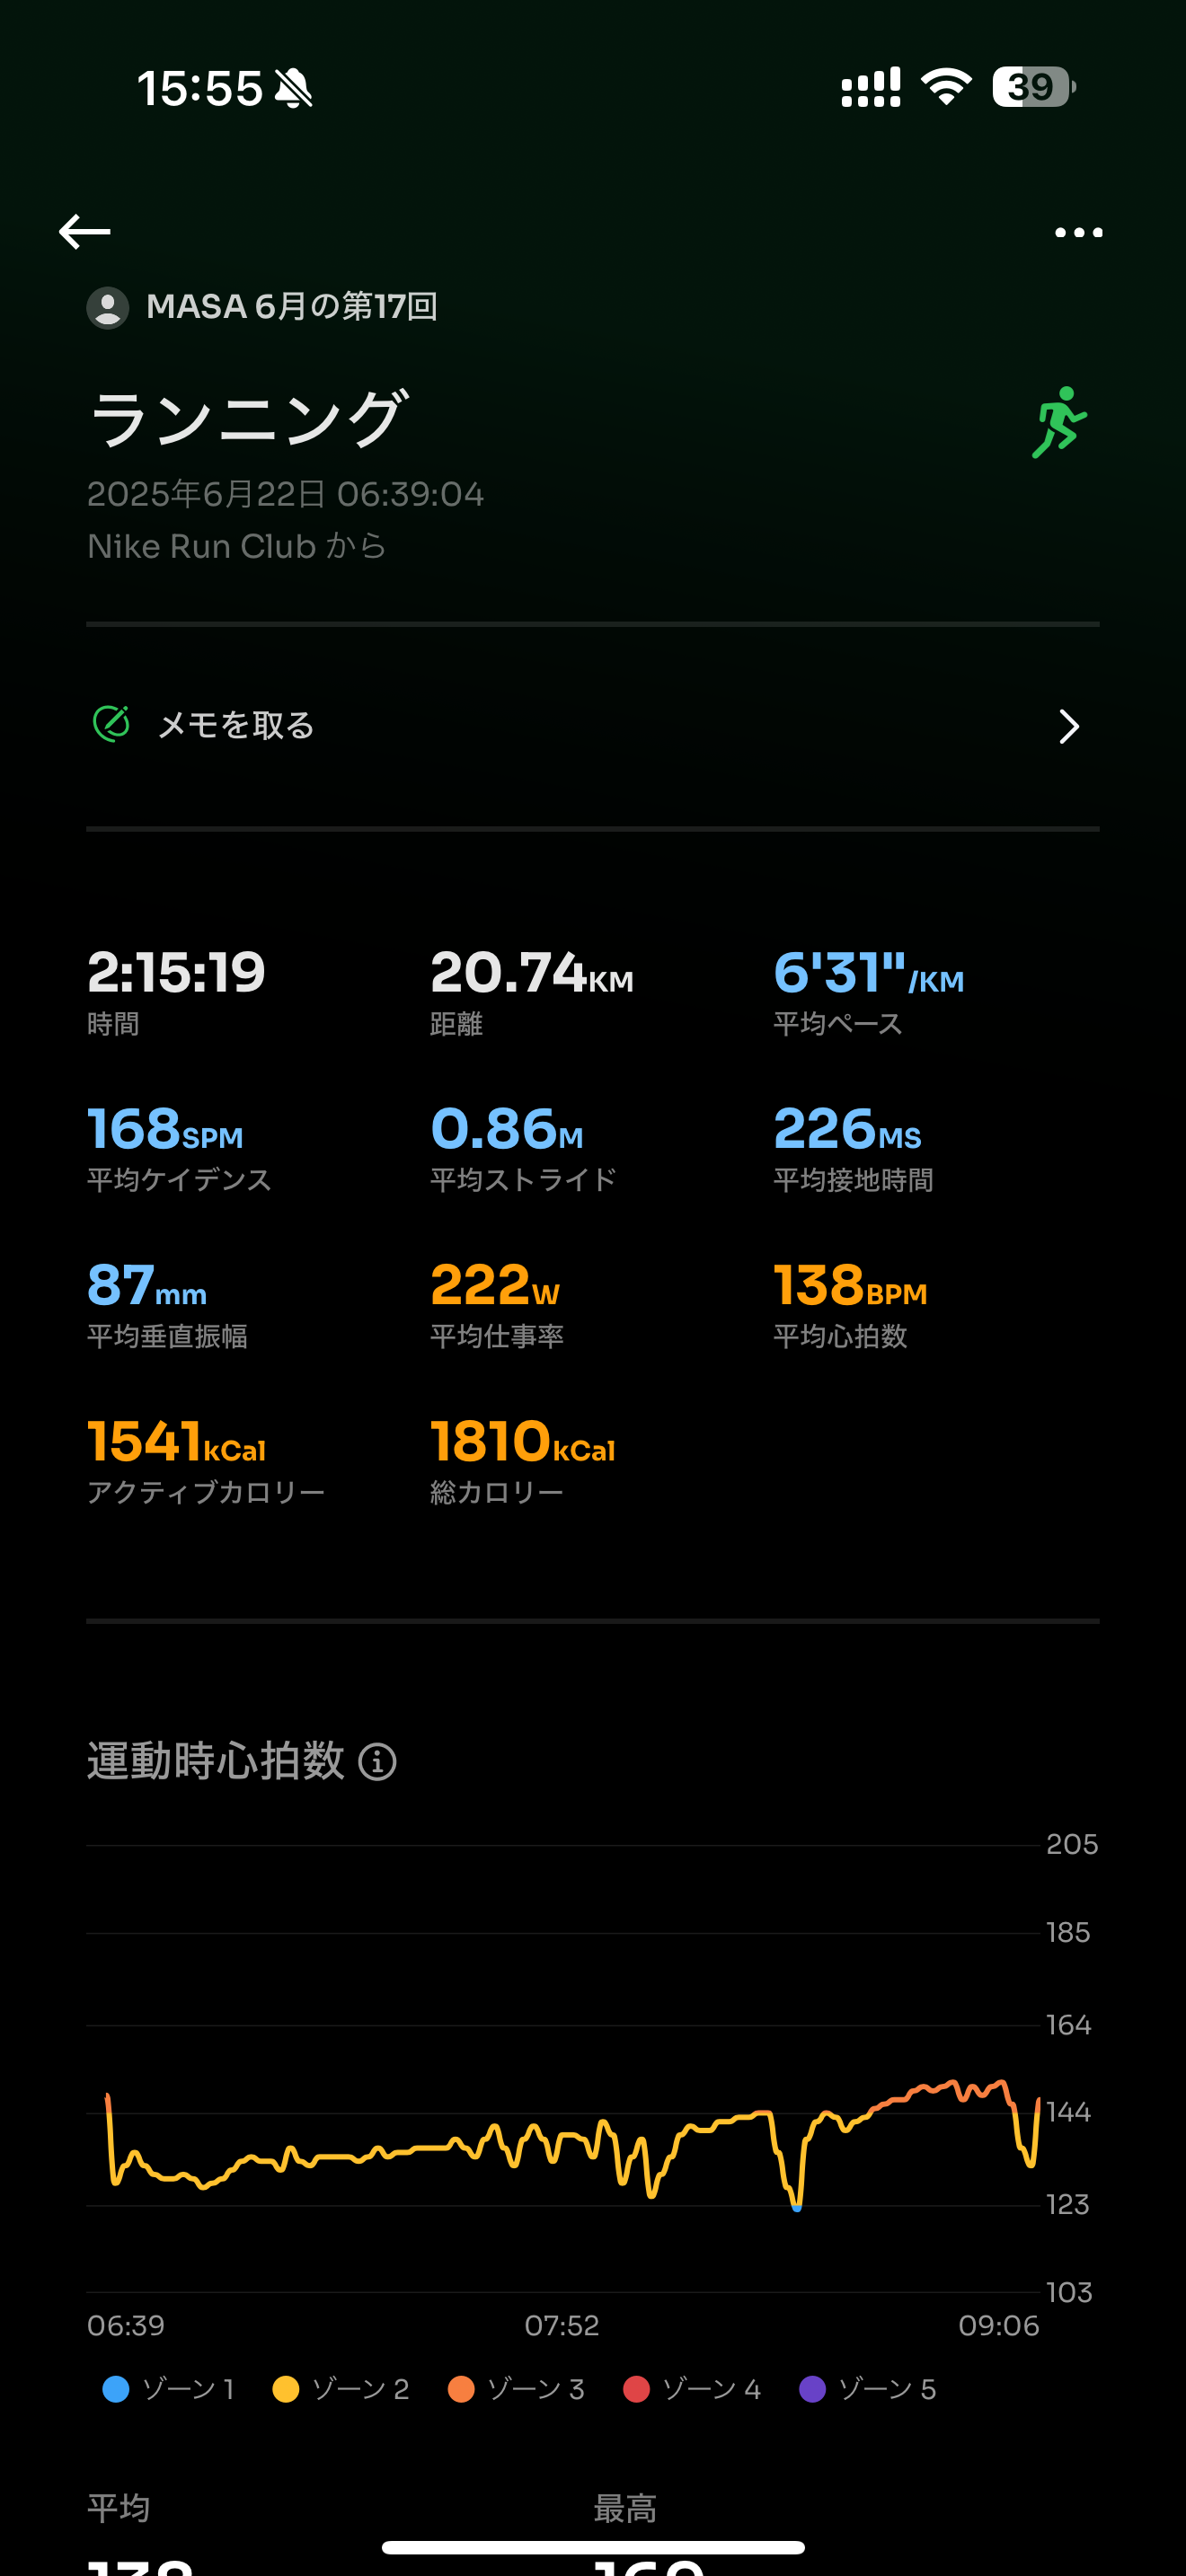 15:55
39
MASA 6月の第17回
ランニング
2025年6月22日 06:39:04
Nike Run Club から
メモを取る
2:15:19 20.74KM 6'31"/KM
時間 距離 平均ペース
168SPM 0.86M 226MS
平均ケイデンス 平均ストライド 平均接地時間
87mm 222W 138BPM
平均垂直振幅 平均仕事率 平均心拍数
1541kCal 1810kCal
アクティブカロリー 総カロリー
運動時心拍数
205
185
164
144
123
103
06:39 07:52 09:06
ゾーン 1 ゾーン 2 ゾーン 3 ゾーン 4 ゾーン 5
平均 最高
138